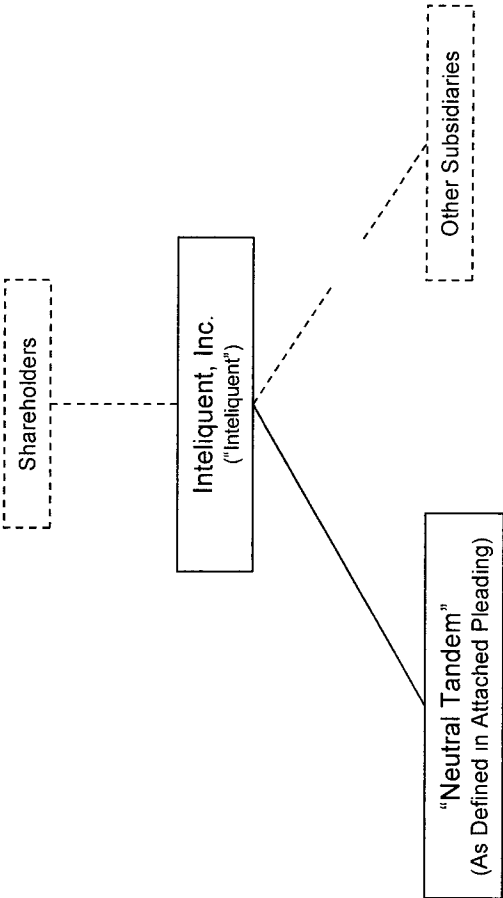 Shareholders
Inteliquent, Inc.
("Inteliquent")
"Neutral Tandem"
(As Defined in Attached Pleading)
Other Subsidiaries